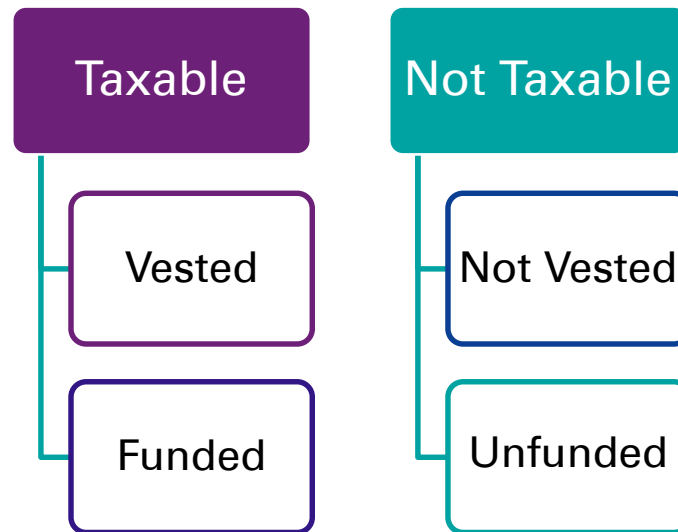 Taxable
Vested
Funded
Not Taxable
Not Vested
Unfunded